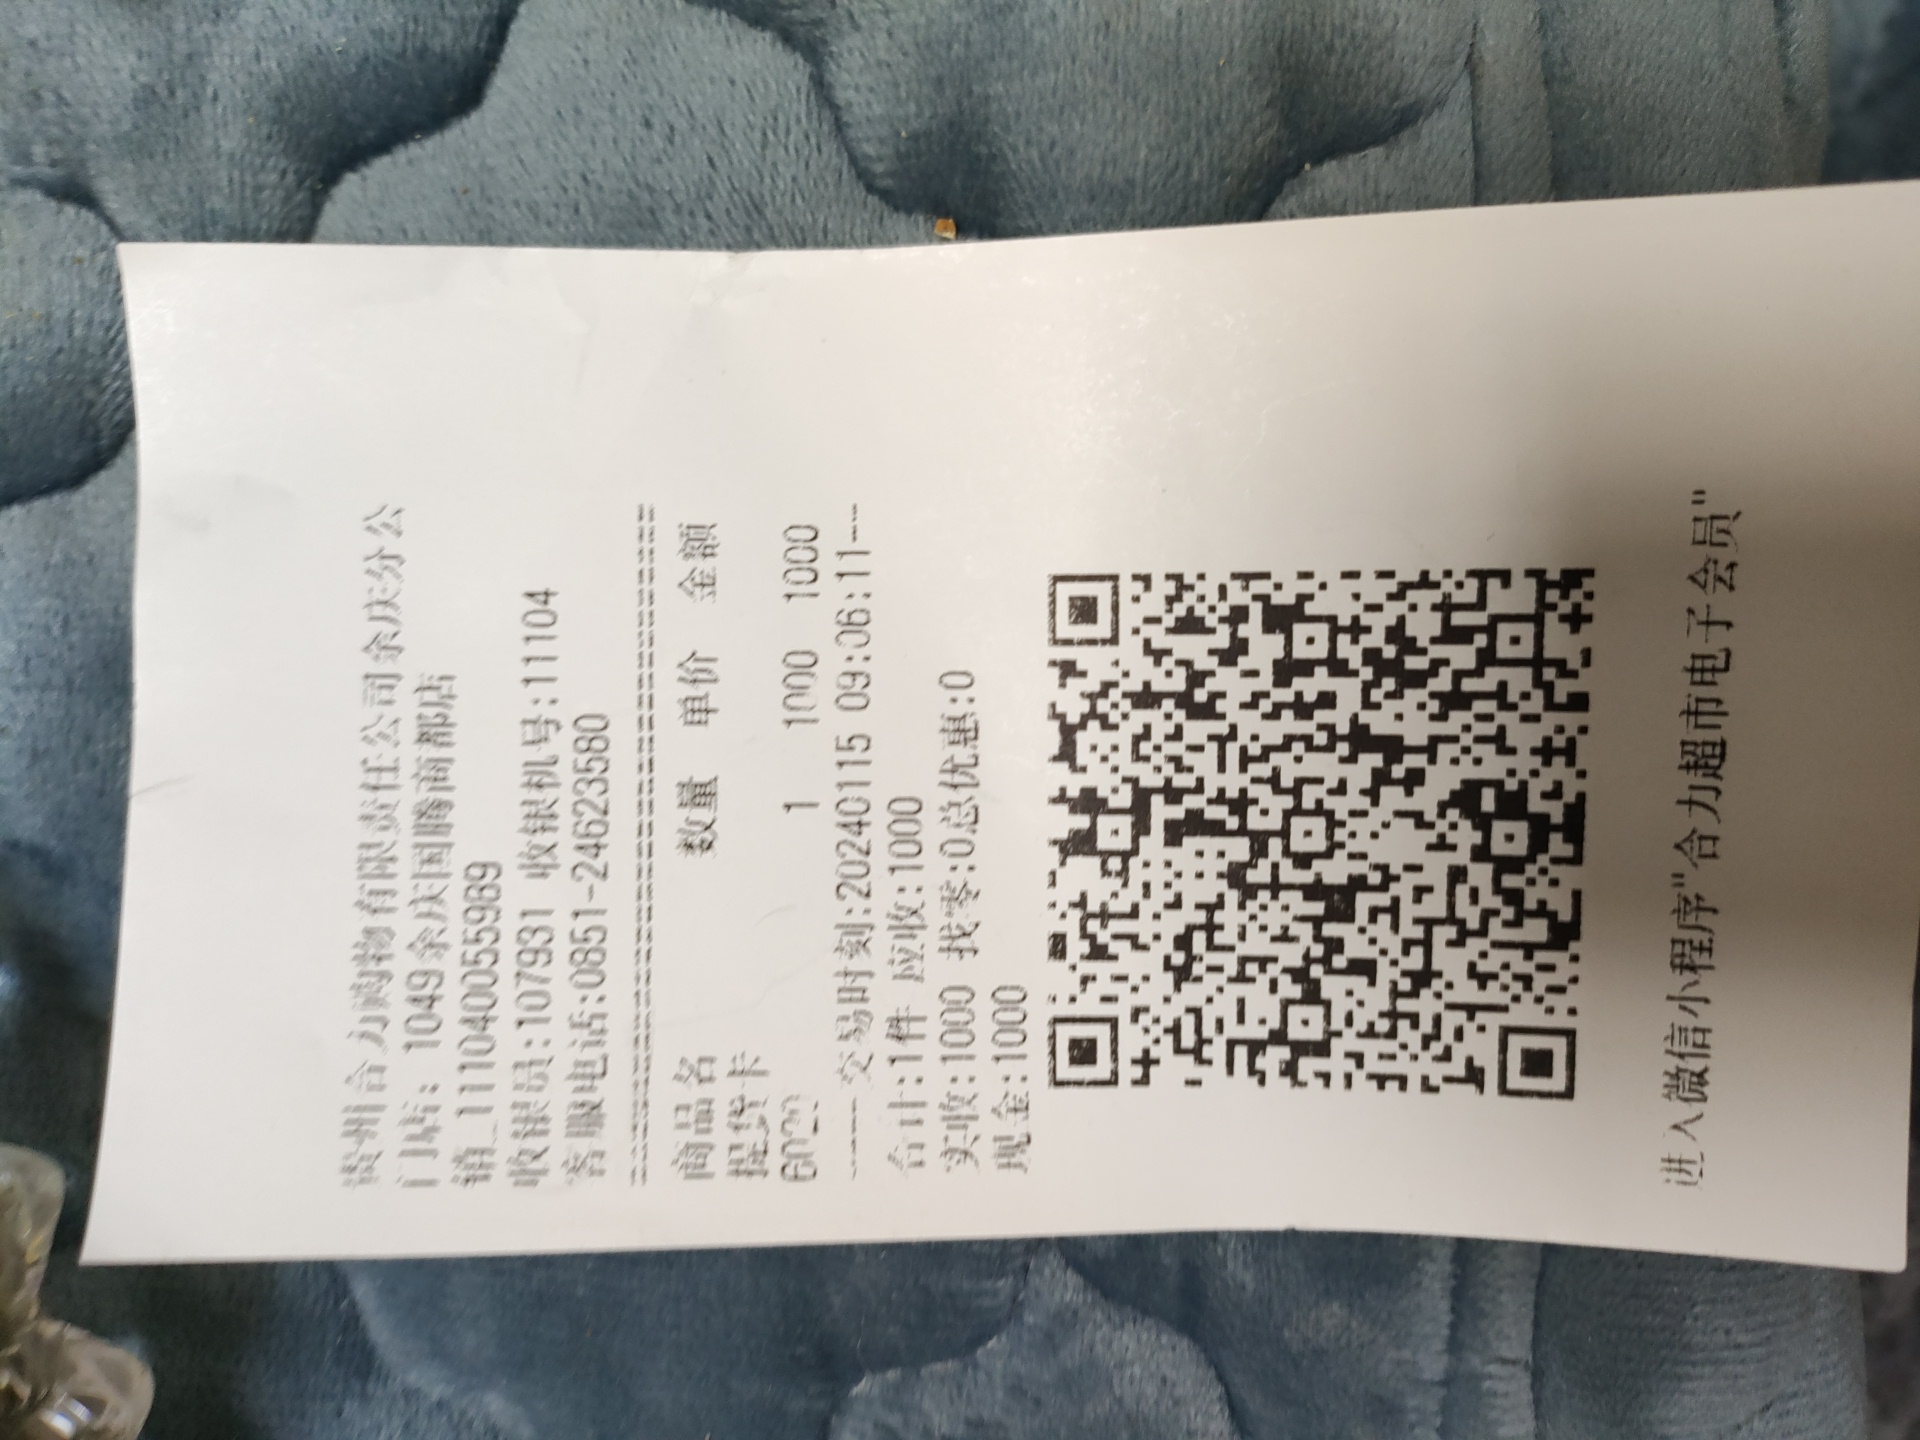 贵州合力购物有限责任公司余庆分公
门店: 1049余庆国腾商都店
销_111040055989
收银员:107931 收银机号:11104
客服电话:0851-24623580
商品名 数量 单价 金额
提货卡
1 1000 1000
---- 交易时刻:20240115 09:06:11---
合计:1件 应收:1000
实收:1000 找零:0总优惠:0
现金:1000
进入微信小程序"合力超市电子会员"